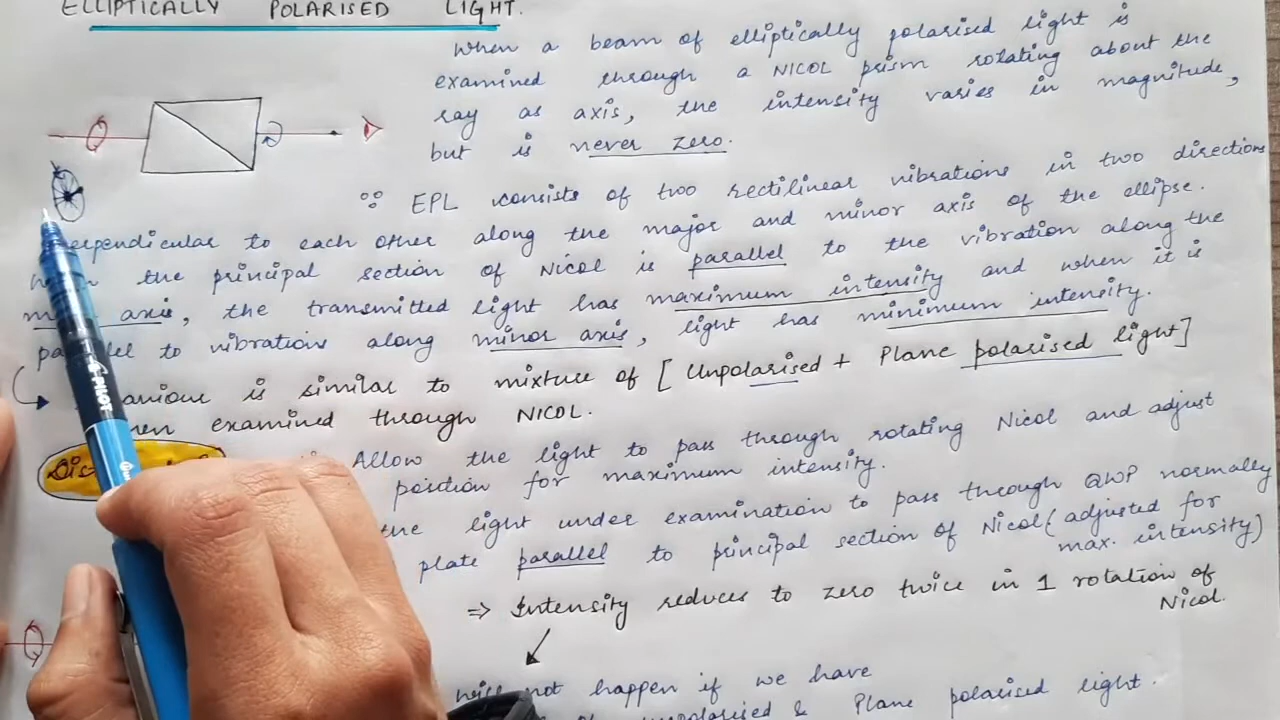 ELLIPTICALLY POLARISED LIGHT.
When a beam of elliptically polarised light is
examined through a NICOL prism rotating about the
ray as axis, the intensity varies in magnitude,
but is never zero.
∵ EPL consists of two rectilinear vibrations in two directions
perpendicular to each other along the major and minor axis of the ellipse.
the principal section of Nicol is parallel to the vibration along the
axis, the transmitted light has maximum intensity and when it is
to vibrations along minor axis, light has minimum intensity.
is similar to mixture of [Unpolarised + Plane polarised light]
examined through NICOL.
Allow the light to pass through rotating Nicol and adjust
position for maximum intensity.
the light under examination to pass through QWP normally
plate parallel to principal section of Nicol (adjusted for
max. intensity)
⇒ Intensity reduces to zero twice in 1 rotation of
Nicol.
will not happen if we have
unpolarised & Plane polarised light.
PILOT